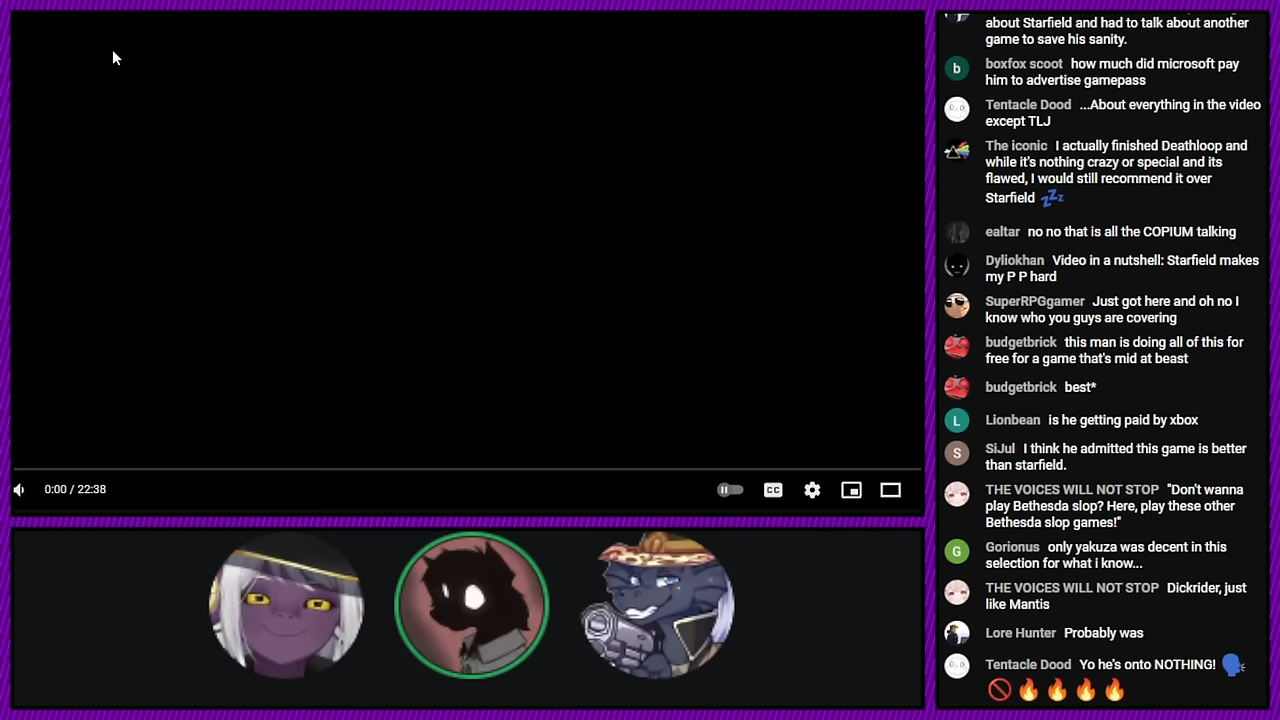 about Starfield and had to talk about another
game to save his sanity.
b
boxfox scoot how much did microsoft pay
him to advertise gamepass
Tentacle Dood ...About everything in the video
except TLJ
The iconic I actually finished Deathloop and
while it's nothing crazy or special and its
flawed, I would still recommend it over
Starfield 💤
ealtar no no that is all the COPIUM talking
Dyliokhan Video in a nutshell: Starfield makes
my P P hard
SuperRPGgamer Just got here and oh no I
know who you guys are covering
budgetbrick this man is doing all of this for
free for a game that's mid at beast
budgetbrick best*
L
Lionbean is he getting paid by xbox
S
SiJul I think he admitted this game is better
than starfield.
THE VOICES WILL NOT STOP "Don't wanna
play Bethesda slop? Here, play these other
Bethesda slop games!"
G
Gorionus only yakuza was decent in this
selection for what i know...
THE VOICES WILL NOT STOP Dickrider, just
like Mantis
Lore Hunter Probably was
Tentacle Dood Yo he's onto NOTHING! 🗣️
🚫🔥🔥🔥🔥
0:00 / 22:38
CC